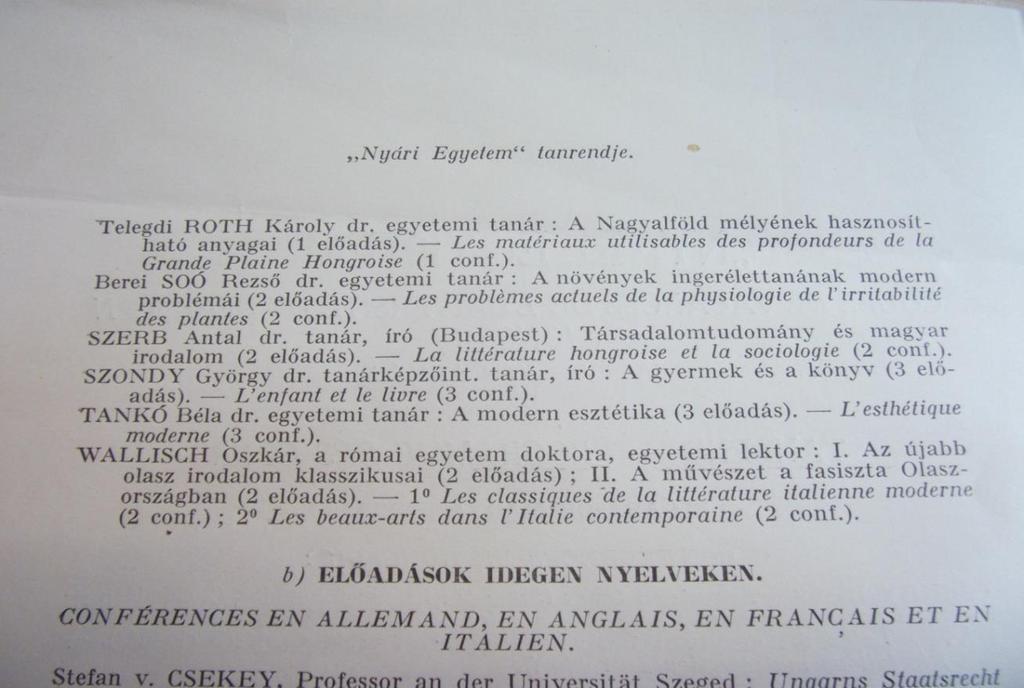 „Nyári Egyetem“ tanrendje.
Telegdi ROTH Károly dr. egyetemi tanár : A Nagyalföld mélyének hasznosít-
ható anyagai (1 előadás). — Les matériaux utilisables des profondeurs de la
Grande Plaine Hongroise (1 conf.).
Berei SOÓ Rezső dr. egyetemi tanár : A növények ingerélettanának modern
problémái (2 előadás). — Les problèmes actuels de la physiologie de l'irritabilité
des plantes (2 conf.).
SZERB Antal dr. tanár, író (Budapest) : Társadalomtudomány és magyar
irodalom (2 előadás). — La littérature hongroise et la sociologie (2 conf.).
SZONDY György dr. tanárképzőint. tanár, író : A gyermek és a könyv (3 elő-
adás). — L'enfant et le livre (3 conf.).
TANKÓ Béla dr. egyetemi tanár : A modern esztétika (3 előadás). — L'esthétique
moderne (3 conf.).
WALLISCH Oszkár, a római egyetem doktora, egyetemi lektor : I. Az újabb
olasz irodalom klasszikusai (2 előadás) ; II. A művészet a fasiszta Olasz-
országban (2 előadás). — 1º Les classiques de la littérature italienne moderne
(2 conf.) ; 2º Les beaux-arts dans l'Italie contemporaine (2 conf.).
b) ELŐADÁSOK IDEGEN NYELVEKEN.
CONFÉRENCES EN ALLEMAND, EN ANGLAIS, EN FRANÇAIS ET EN
ITALIEN.
Stefan v. CSEKEY, Professor an der Universität Szeged : Ungarns Staatsrecht